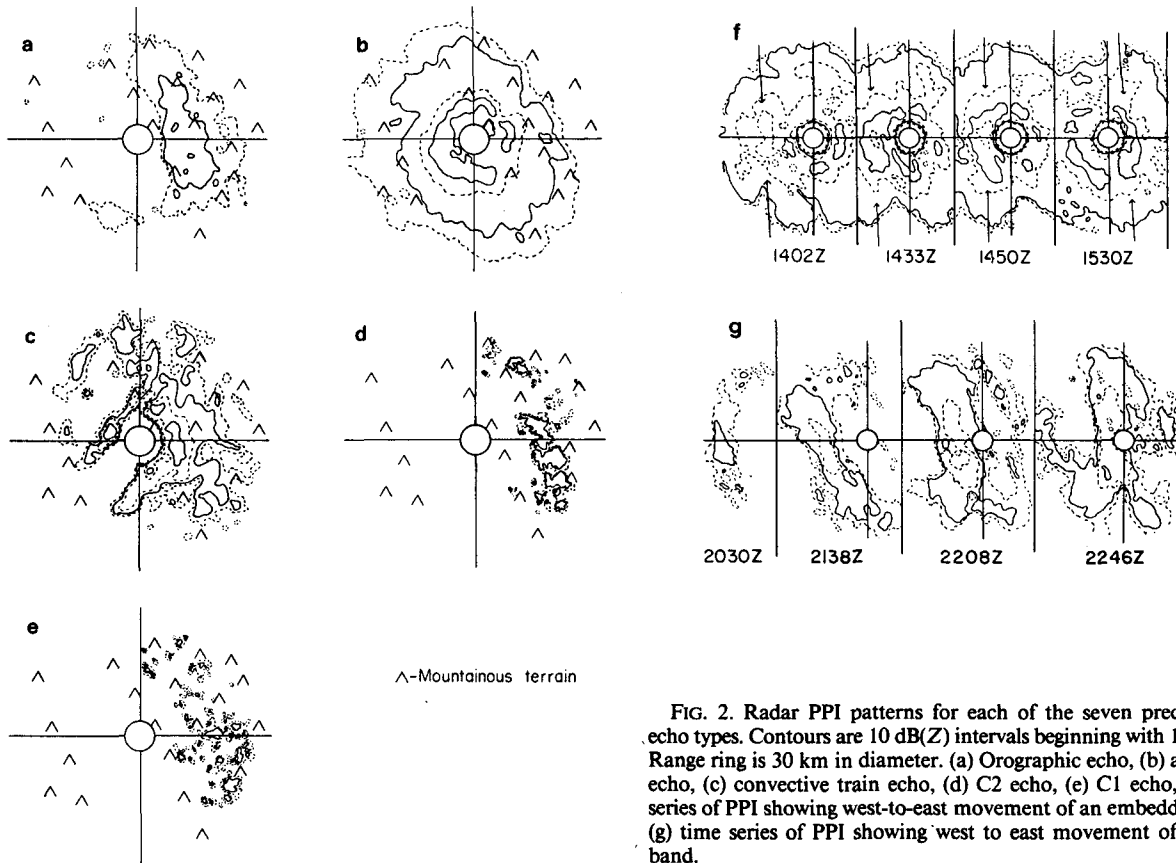 a
b
f
1402Z 1433Z 1450Z 1530Z
c
d
g
2030Z 2138Z 2208Z 2246Z
e
^-Mountainous terrain
FIG. 2. Radar PPI patterns for each of the seven
echo types. Contours are 10 dB(Z) intervals beginning with
Range ring is 30 km in diameter. (a) Orographic echo, (b)
echo, (c) convective train echo, (d) C2 echo, (e) C1 echo,
series of PPI showing west-to-east movement of an
(g) time series of PPI showing west to east movement of
band.